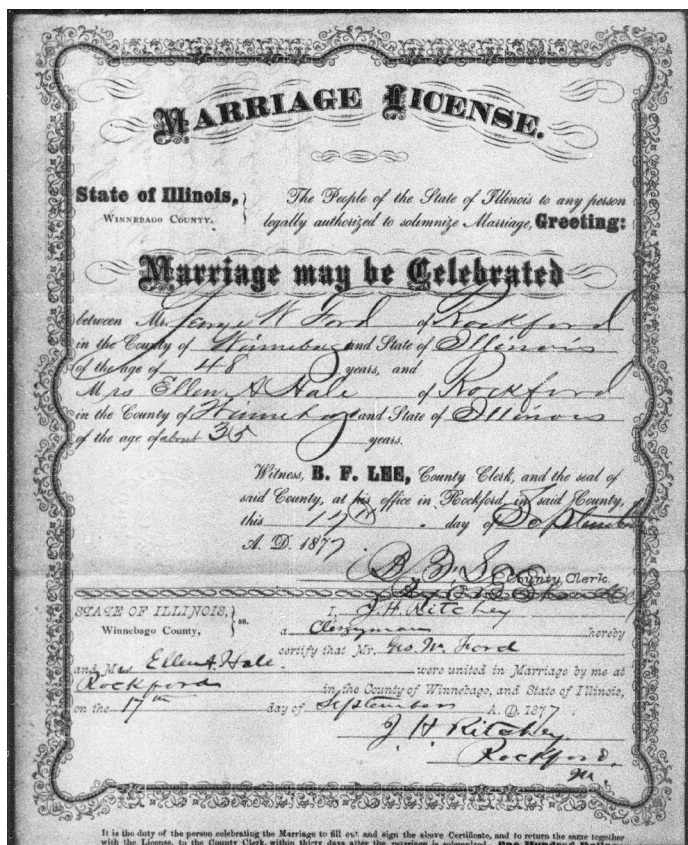 MARRIAGE LICENSE.
State of Illinois,
WINNEBAGO COUNTY.
The People of the State of Illinois to any person
legally authorized to solemnize Marriage, Greeting:
Marriage may be Celebrated
between Mr. George W Ford of Rockford
in the County of Winnebago and State of Illinois
of the age of 48 years, and
Mrs Ellen A Hale of Rockford
in the County of Winnebago and State of Illinois
of the age of about 35 years.
Witness, B. F. LEE, County Clerk, and the seal of
said County, at his office in Rockford, in said County,
this 17th day of September
A. D. 1877.
County Clerk.
STATE OF ILLINOIS,
Winnebago County,
ss.
I, J. H. Ritchey
a Clergyman hereby
certify that Mr. Geo W. Ford
and Mrs Ellen A. Hale were united in Marriage by me at
Rockford in the County of Winnebago, and State of Illinois,
on the 17th day of September A. D. 1877
J H Ritchey
Rockford,
Ill.
It is the duty of the person celebrating the Marriage to fill out and sign the above Certificate, and to return the same together
with the License, to the County Clerk, within thirty days after the marriage is solemnized. One Hundred Dollars